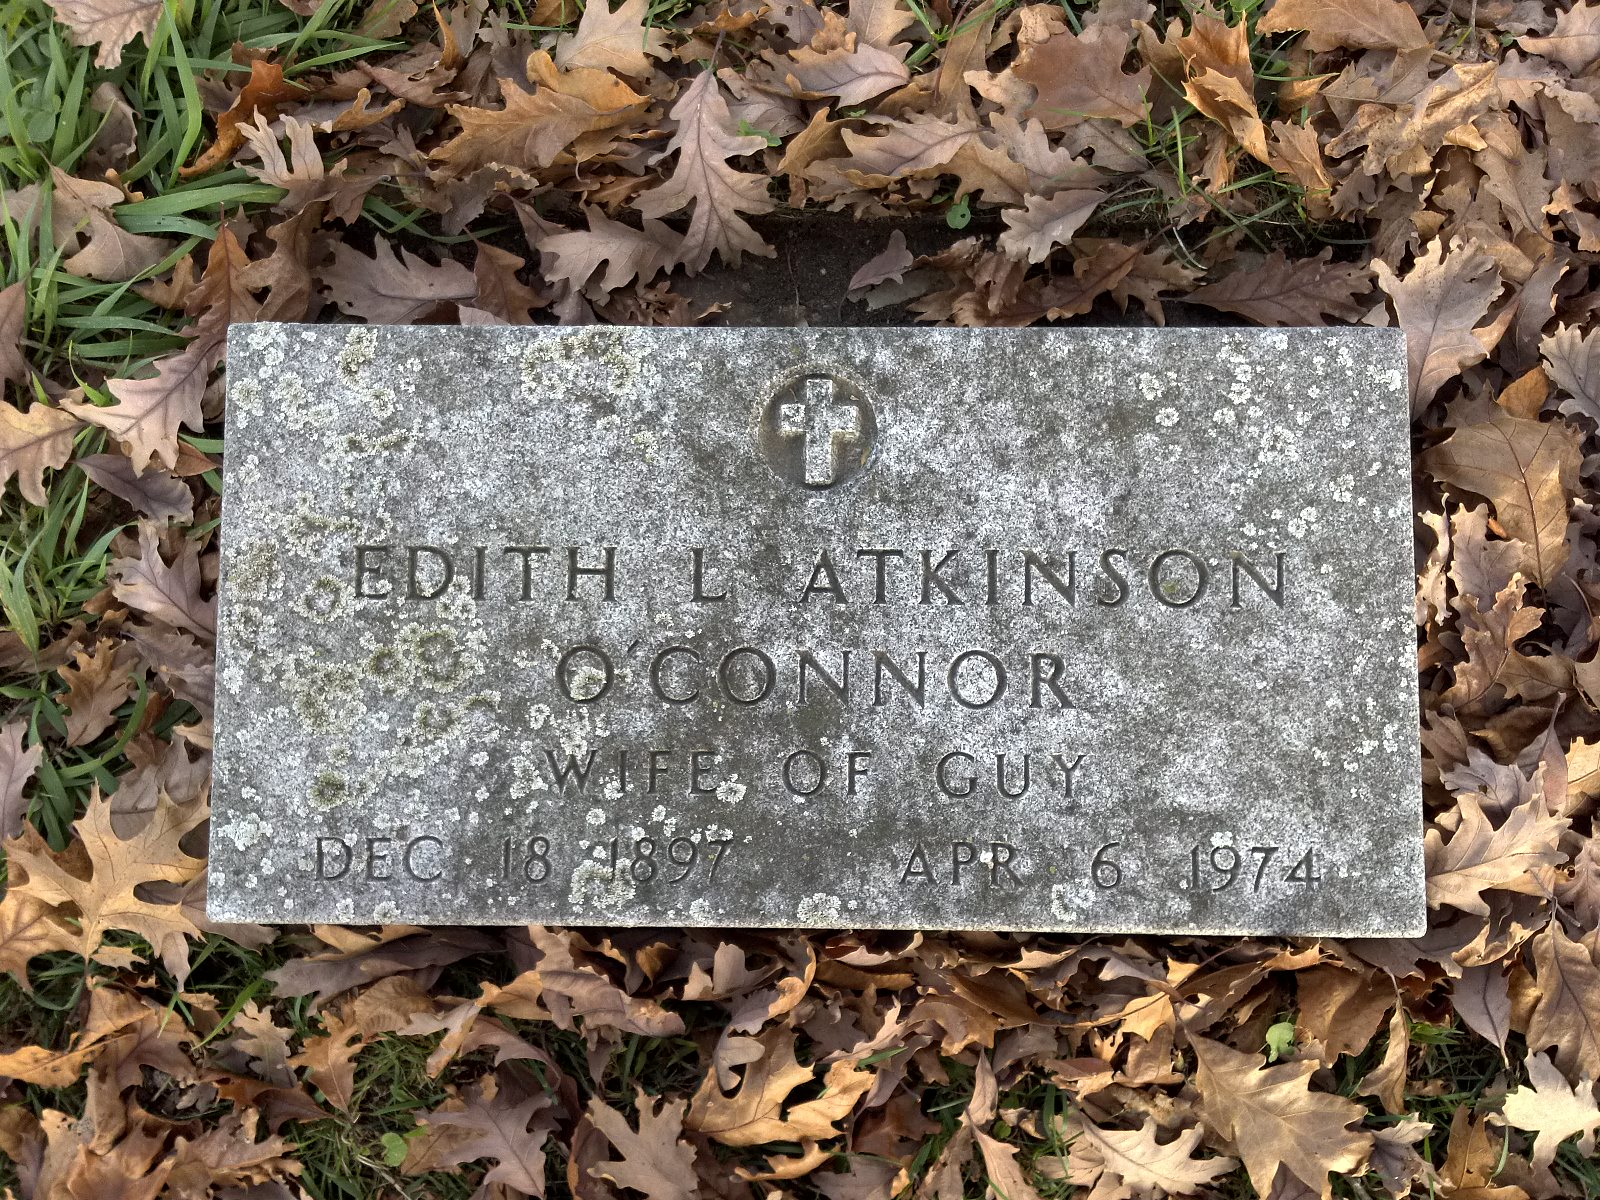 EDITH L ATKINSON
O'CONNOR
WIFE OF GUY
DEC 18 1897 APR 6 1974